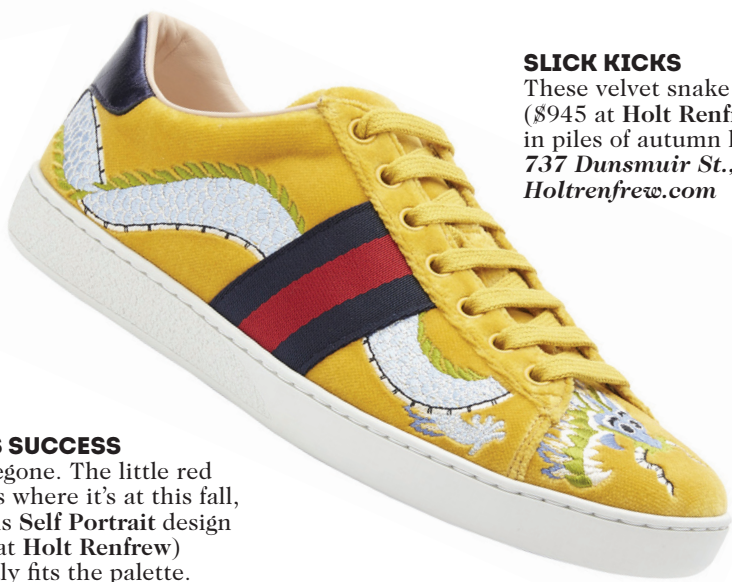 SLICK KICKS
These velvet snake
($945 at Holt Renf
in piles of autumn
737 Dunsmuir St.,
Holtrenfrew.com
SUCCESS
egone. The little red
s where it's at this fall,
is Self Portrait design
at Holt Renfrew)
ly fits the palette.